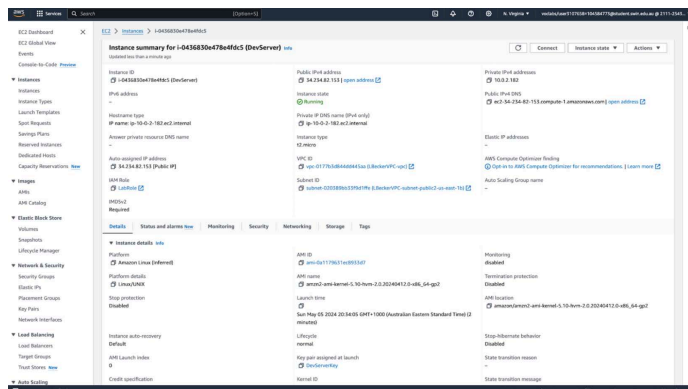 aws Services Search [Option+S] N. Virginia
EC2 Dashboard
EC2 Global View
Events
Console-to-Code Preview
Instances
Instances
Instance Types
Launch Templates
Spot Requests
Savings Plans
Reserved Instances
Dedicated Hosts
Capacity Reservations New
Images
AMIs
AMI Catalog
Elastic Block Store
Volumes
Snapshots
Lifecycle Manager
Network & Security
Security Groups
Elastic IPs
Placement Groups
Key Pairs
Network Interfaces
Load Balancing
Load Balancers
Target Groups
Trust Stores New
Auto Scaling
EC2 > Instances > i-0436830e478e4fdc5
Instance summary for i-0436830e478e4fdc5 (DevServer) Info
Connect Instance state Actions
Updated less than a minute ago
Instance ID
i-0436830e478e4fdc5 (DevServer)
Public IPv4 address
34.234.82.153 | open address
Private IPv4 addresses
10.0.2.182
IPv6 address
–
Instance state
Running
Public IPv4 DNS
ec2-34-234-82-153.compute-1.amazonaws.com | open address
Hostname type
IP name: ip-10-0-2-182.ec2.internal
Private IP DNS name (IPv4 only)
ip-10-0-2-182.ec2.internal
Answer private resource DNS name
–
Instance type
t2.micro
Elastic IP addresses
–
Auto-assigned IP address
34.234.82.153 [Public IP]
VPC ID
(LBeckerVPC-vpc)
AWS Compute Optimizer finding
Opt-in to AWS Compute Optimizer for recommendations. | Learn more
IAM Role
LabRole
Subnet ID
(LBeckerVPC-subnet-public2-us-east-1b)
Auto Scaling Group name
–
IMDSv2
Required
Details Status and alarms New Monitoring Security Networking Storage Tags
Instance details Info
Platform
Amazon Linux (Inferred)
AMI ID
Monitoring
disabled
Platform details
Linux/UNIX
AMI name
amzn2-ami-kernel-5.10-hvm-2.0.20240412.0-x86_64-gp2
Termination protection
Disabled
Stop protection
Disabled
Launch time
Sun May 05 2024 20:34:05 GMT+1000 (Australian Eastern Standard Time) (2
minutes)
AMI location
amazon/amzn2-ami-kernel-5.10-hvm-2.0.20240412.0-x86_64-gp2
Instance auto-recovery
Default
Lifecycle
normal
Stop-hibernate behavior
Disabled
AMI Launch index
0
Key pair assigned at launch
DevServerKey
State transition reason
–
Credit specification
Kernel ID
State transition message